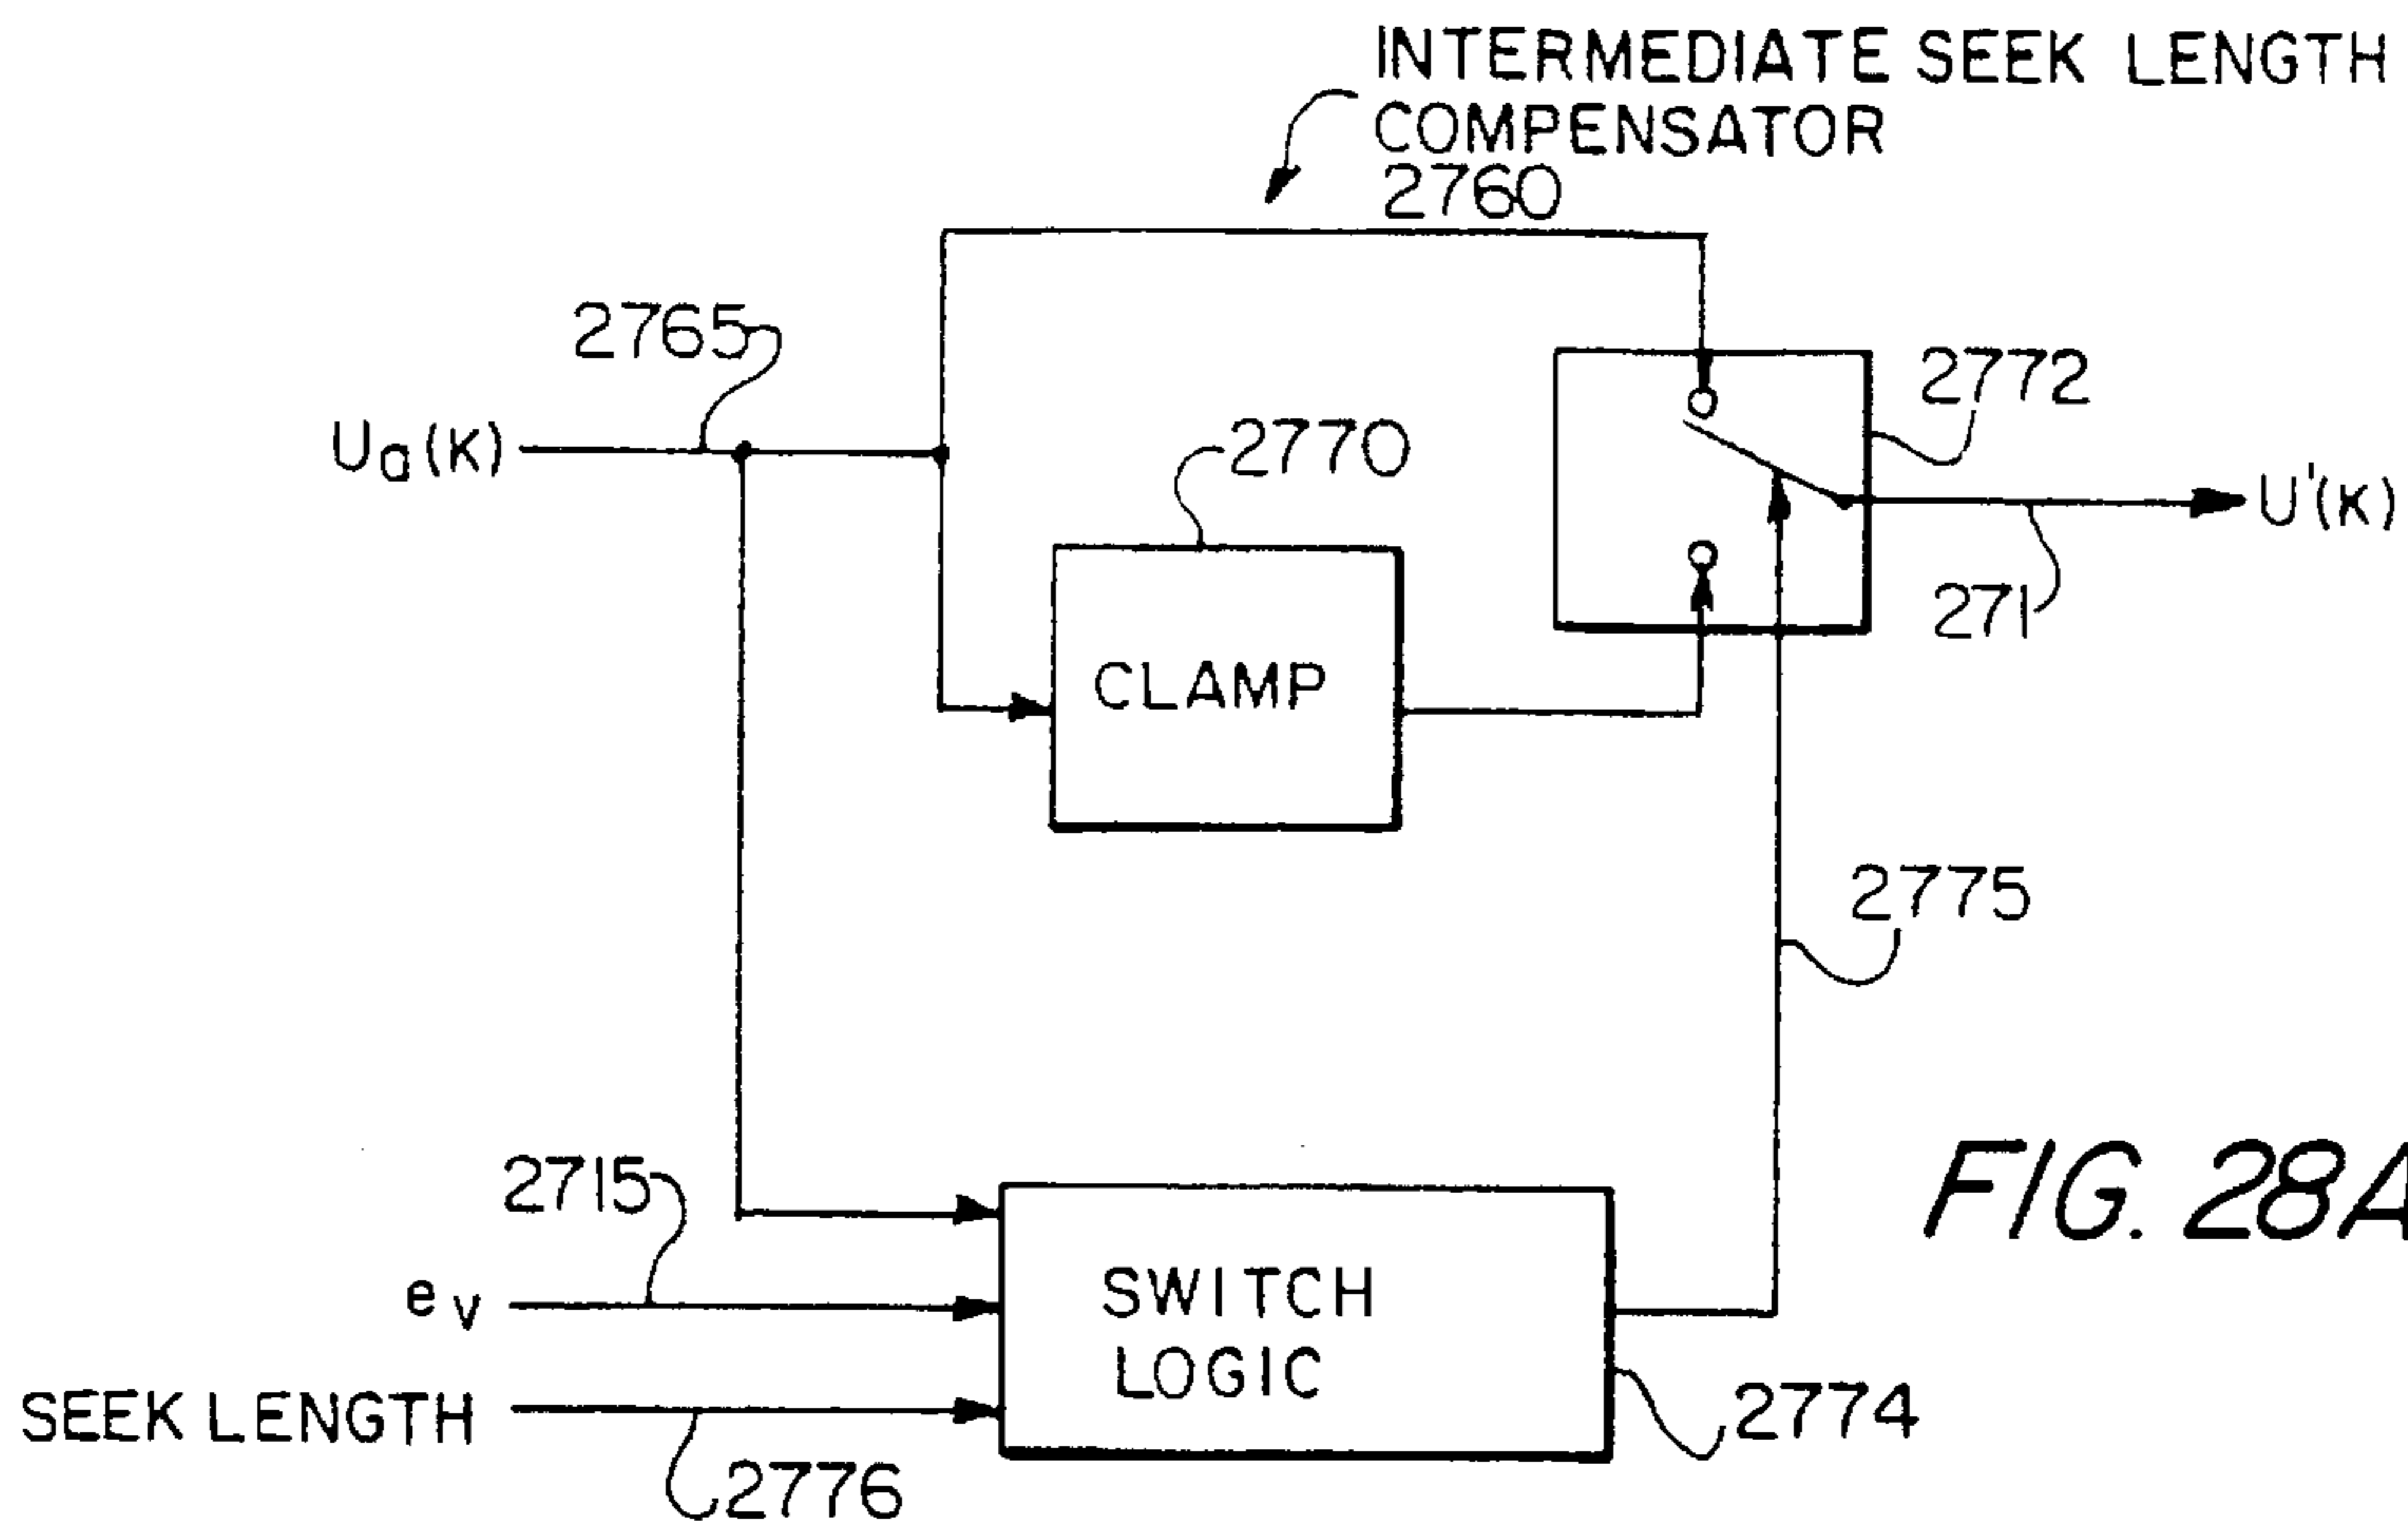 INTERMEDIATE SEEK LENGTH
COMPENSATOR
2760
2765
2772
Ua(K)
2770
U'(K)
271
CLAMP
2775
2715
FIG. 28A
eV
SWITCH
LOGIC
SEEK LENGTH
2774
2776